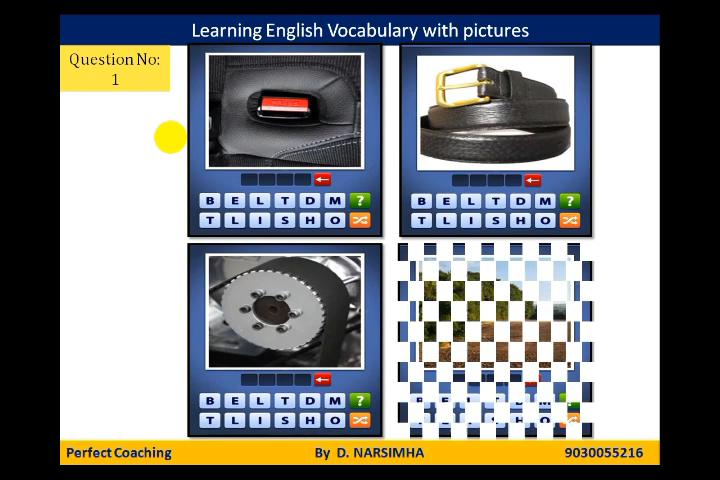 Learning English Vocabulary with pictures
Question No:
1
B E L T D M ?
T L I S H O
B E L T D M ?
T L I S H O
B E L T D M ?
T L I S H O
Perfect Coaching By D. NARSIMHA 9030055216